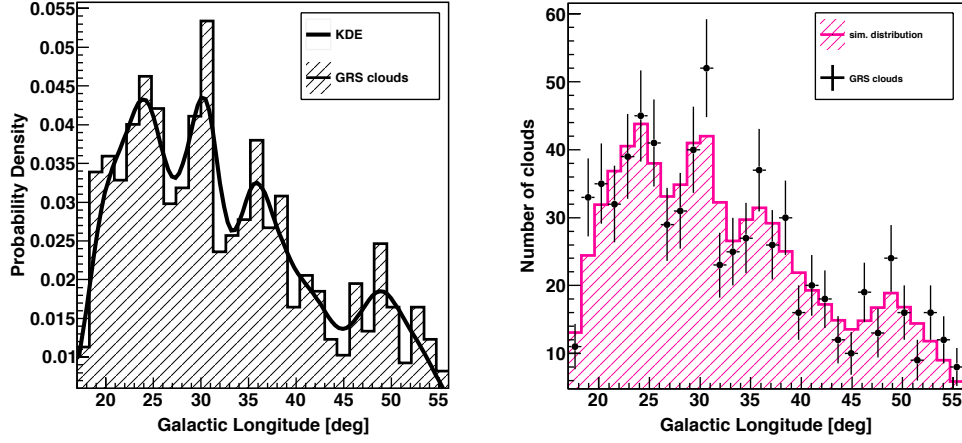 0.055
0.05
0.045
0.04
0.035
0.03
0.025
0.02
0.015
0.01
Probability Density
KDE
GRS clouds
20 25 30 35 40 45 50 55
Galactic Longitude [deg]
60
50
40
30
20
10
Number of clouds
sim. distribution
GRS clouds
20 25 30 35 40 45 50 55
Galactic Longitude [deg]